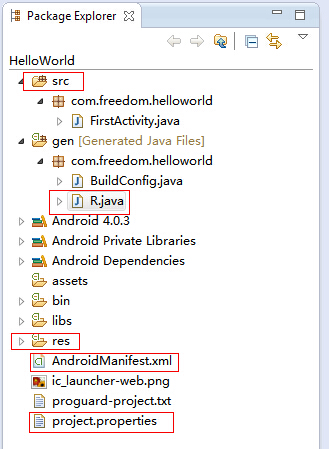 Package Explorer
HelloWorld
src
com.freedom.helloworld
FirstActivity.java
gen [Generated Java Files]
com.freedom.helloworld
BuildConfig.java
R.java
Android 4.0.3
Android Private Libraries
Android Dependencies
assets
bin
libs
res
AndroidManifest.xml
ic_launcher-web.png
proguard-project.txt
project.properties